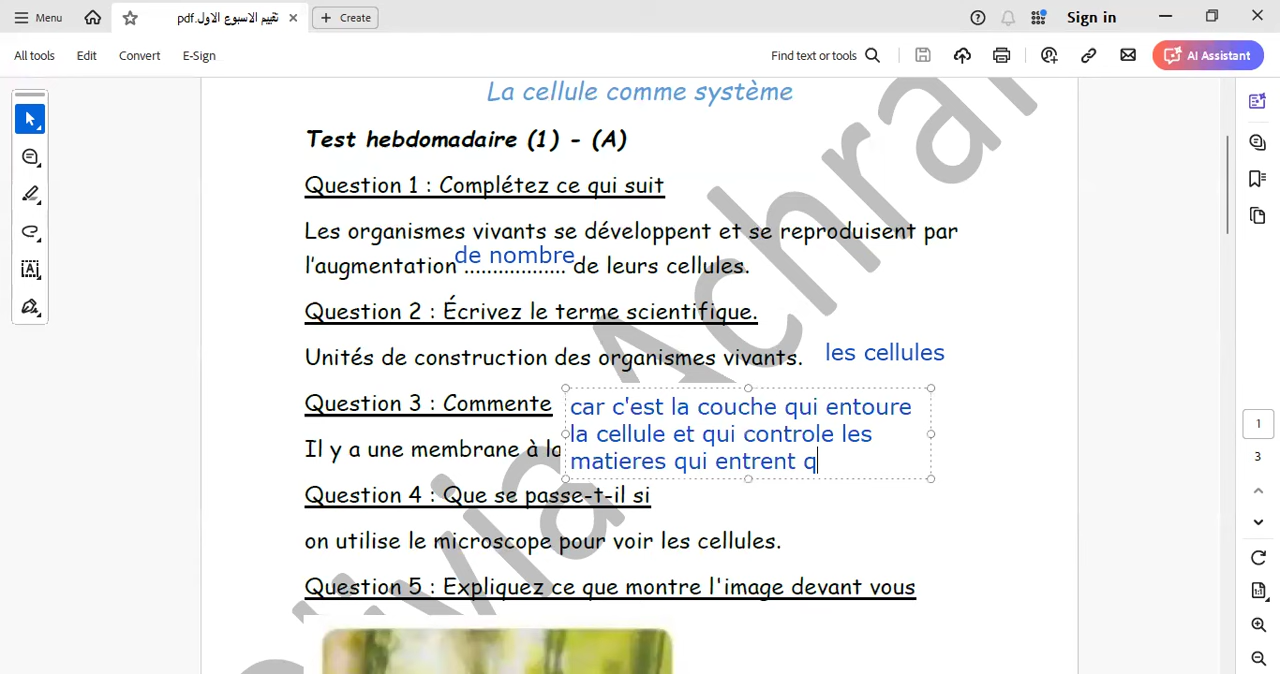 Menu
تقييم الاسبوع الاول.pdf
Create
Sign in
All tools
Edit
Convert
E-Sign
Find text or tools
AI Assistant
La cellule comme système
Test hebdomadaire (1) - (A)
Question 1 : Complétez ce qui suit
Les organismes vivants se développent et se reproduisent par
l'augmentation .................. de leurs cellules.
de nombre
Question 2 : Écrivez le terme scientifique.
Unités de construction des organismes vivants.
les cellules
Question 3 : Commente
Il y a une membrane à la
car c'est la couche qui entoure
la cellule et qui controle les
matieres qui entrent q
Question 4 : Que se passe-t-il si
on utilise le microscope pour voir les cellules.
Question 5 : Expliquez ce que montre l'image devant vous
1
3
Achra